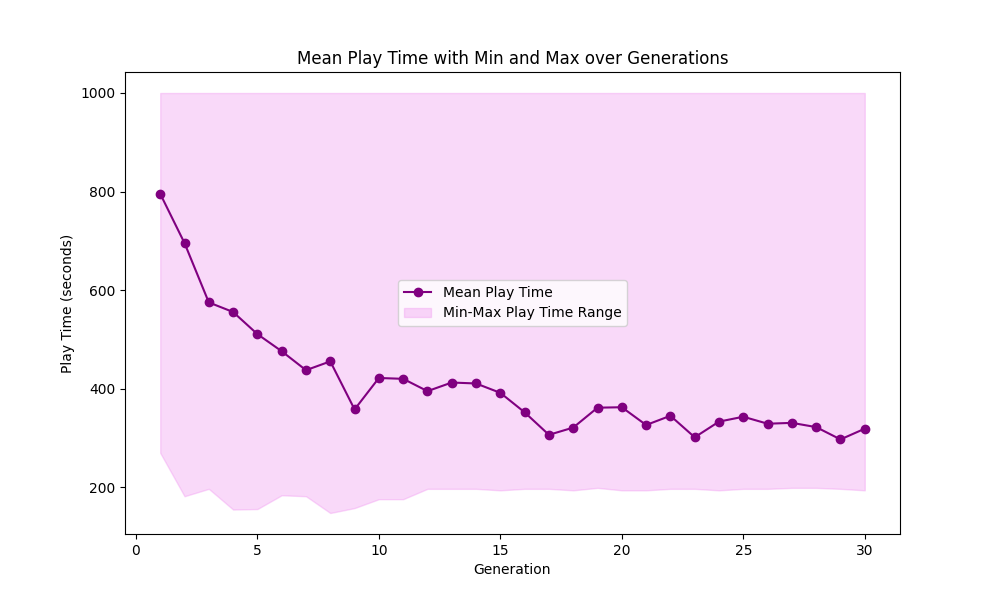 Mean Play Time with Min and Max over Generations
1000
800
600
400
200
Play Time (seconds)
Mean Play Time
Min-Max Play Time Range
0 5 10 15 20 25 30
Generation